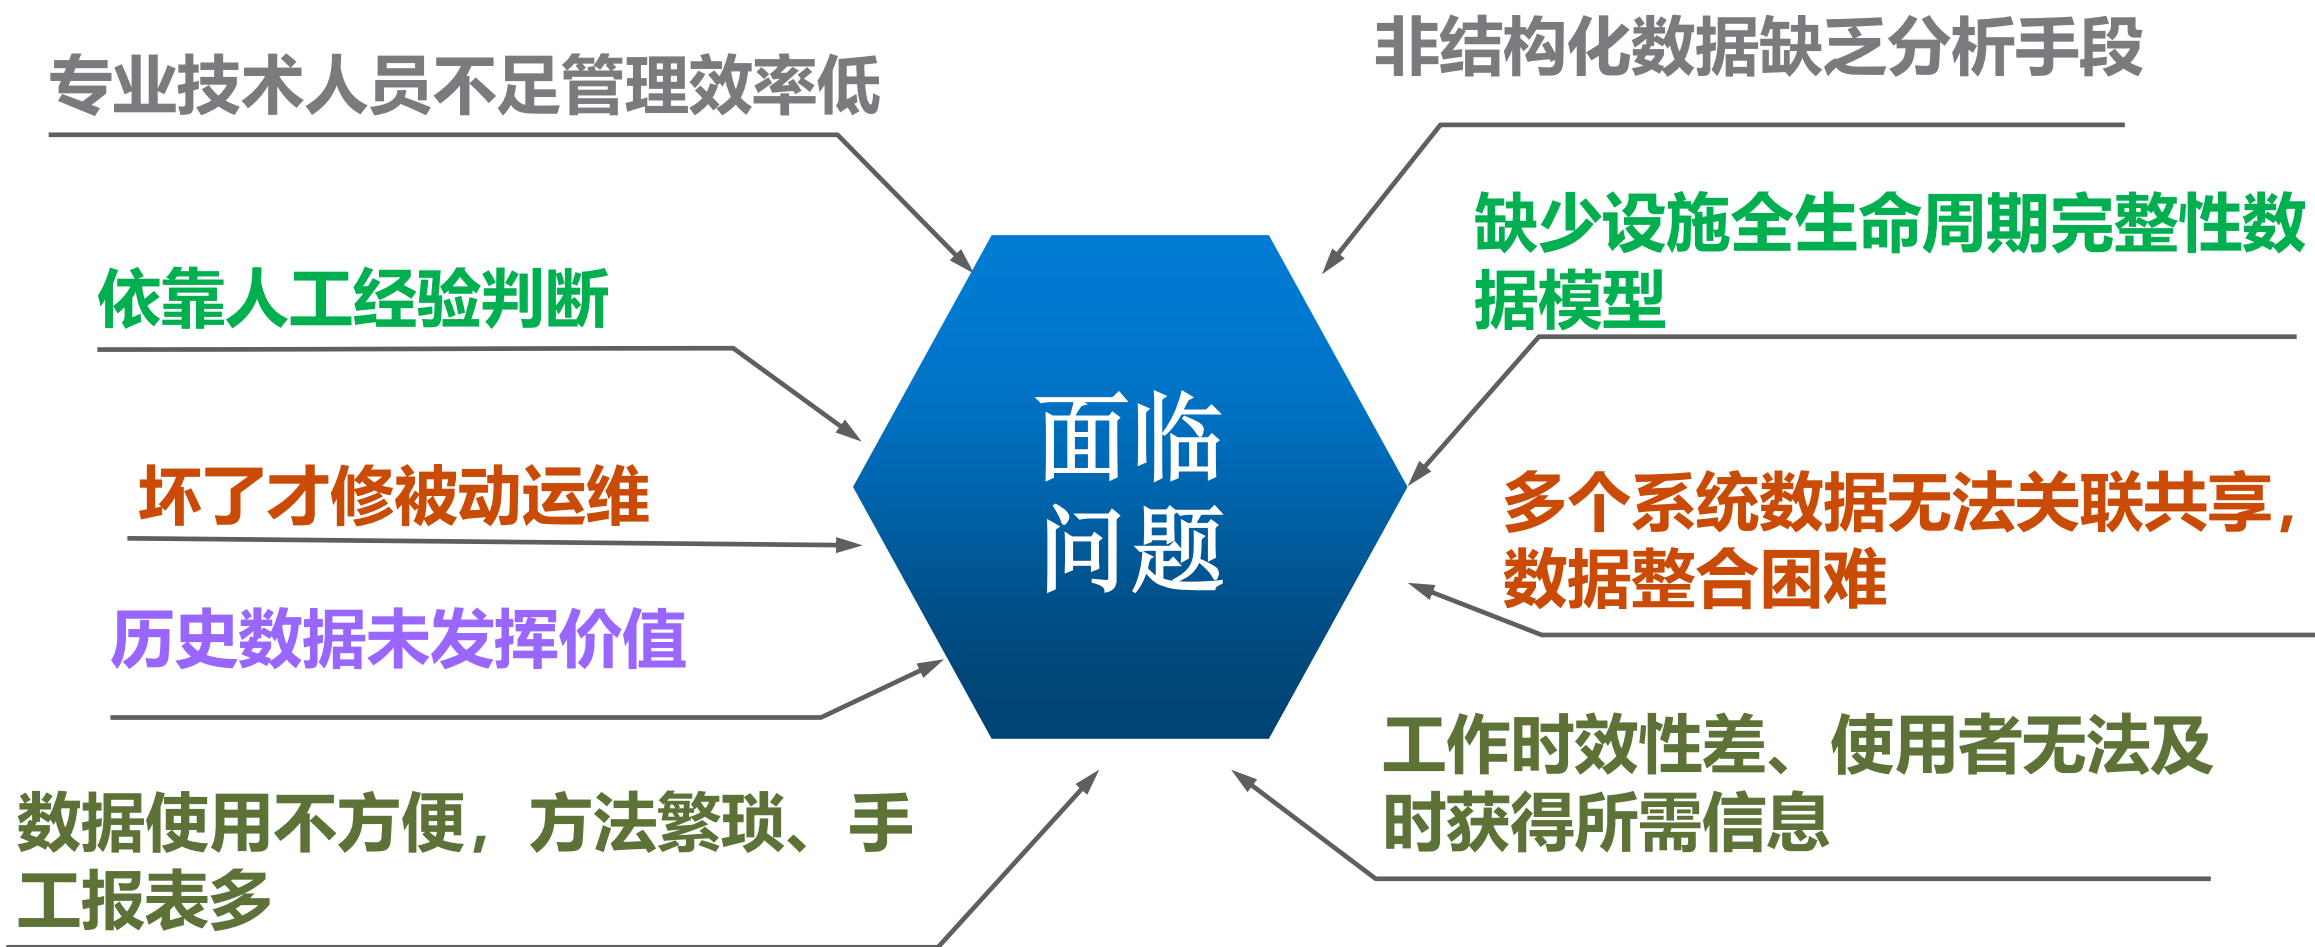 专业技术人员不足管理效率低
依靠人工经验判断
坏了才修被动运维
历史数据未发挥价值
数据使用不方便，方法繁琐、手
工报表多
面临
问题
非结构化数据缺乏分析手段
缺少设施全生命周期完整性数
据模型
多个系统数据无法关联共享，
数据整合困难
工作时效性差、使用者无法及
时获得所需信息